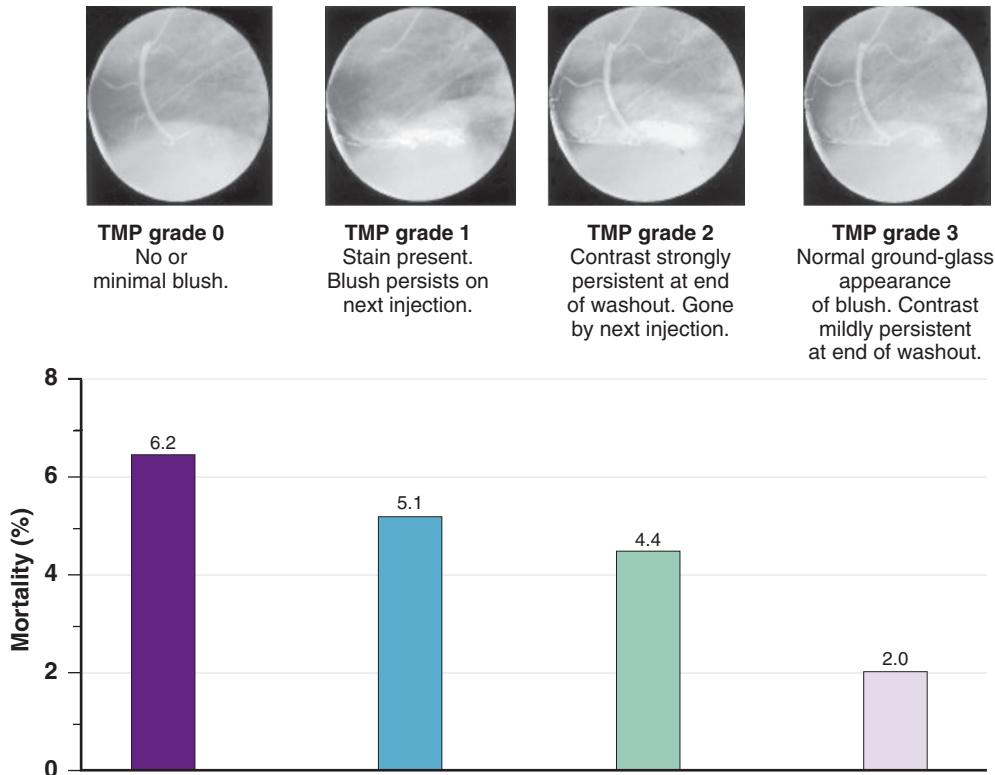 TMP grade 0
No or
minimal blush.
TMP grade 1
Stain present.
Blush persists on
next injection.
TMP grade 2
Contrast strongly
persistent at end
of washout. Gone
by next injection.
TMP grade 3
Normal ground-glass
appearance
of blush. Contrast
mildly persistent
at end of washout.
Mortality (%)
8
6
4
2
0
6.2
5.1
4.4
2.0